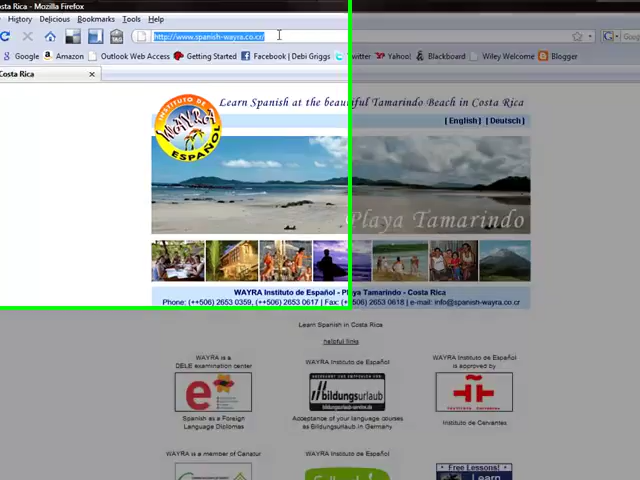 osta Rica - Mozilla Firefox
History Delicious Bookmarks Tools Help
http://www.spanish-wayra.co.cr/
Google Amazon Outlook Web Access Getting Started Facebook | Debi Griggs Twitter Yahoo! Blackboard Wiley Welcome Blogger
Costa Rica
Learn Spanish at the beautiful Tamarindo Beach in Costa Rica
[ English ] [ Deutsch ]
INSTITUTO DE
WAYRA
ESPAÑOL
Playa Tamarindo
WAYRA Instituto de Español - Playa Tamarindo - Costa Rica
Phone: (++506) 2653 0359, (++506) 2653 0617 | Fax: (++506) 2653 0618 | e-mail: info@spanish-wayra.co.cr
Learn Spanish in Costa Rica
helpful links
WAYRA is a
DELE examination
center
Spanish as a Foreign
Language Diplomas
WAYRA Instituto de Español
bildungsurlaub
Acceptance of your language courses
as Bildungsurlaub in Germany
WAYRA Instituto de Español
is approved by
Instituto de Cervantes
WAYRA is a member of Canatur
WAYRA Instituto de Español
Free Lessons!
Learn